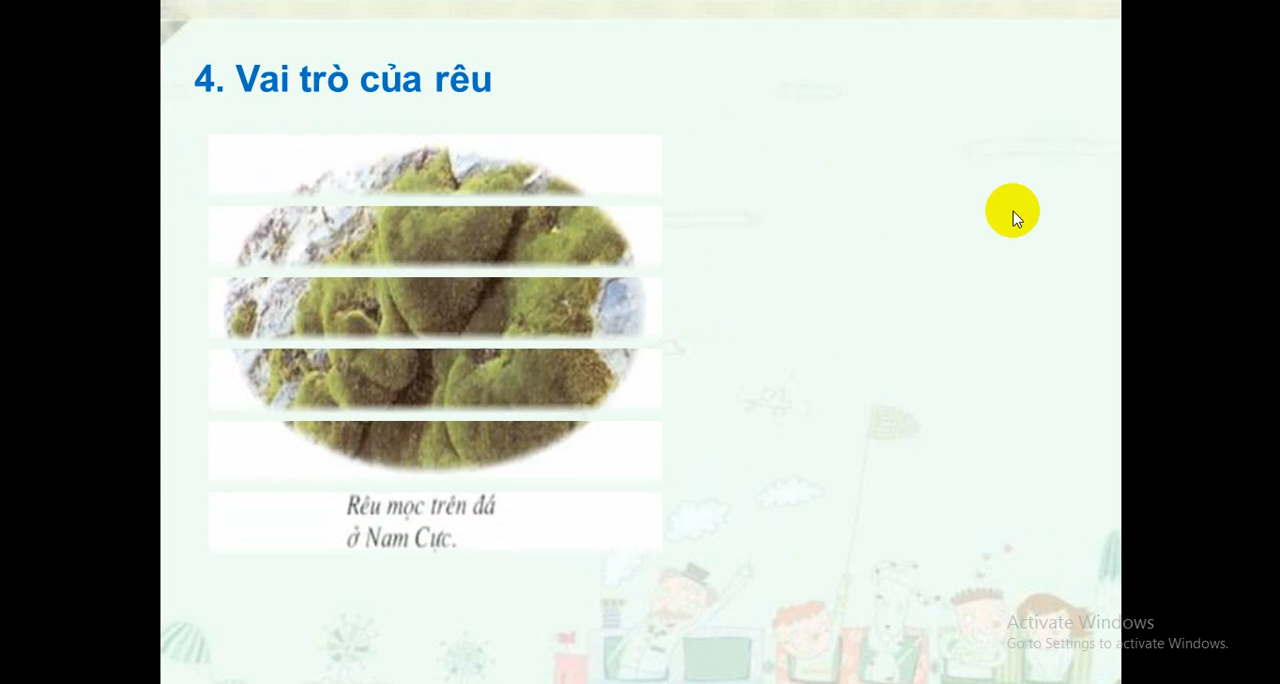 4. Vai trò của rêu
Rêu mọc trên đá
ở Nam Cực.
Activate Windows
Go to Settings to activate Windows.